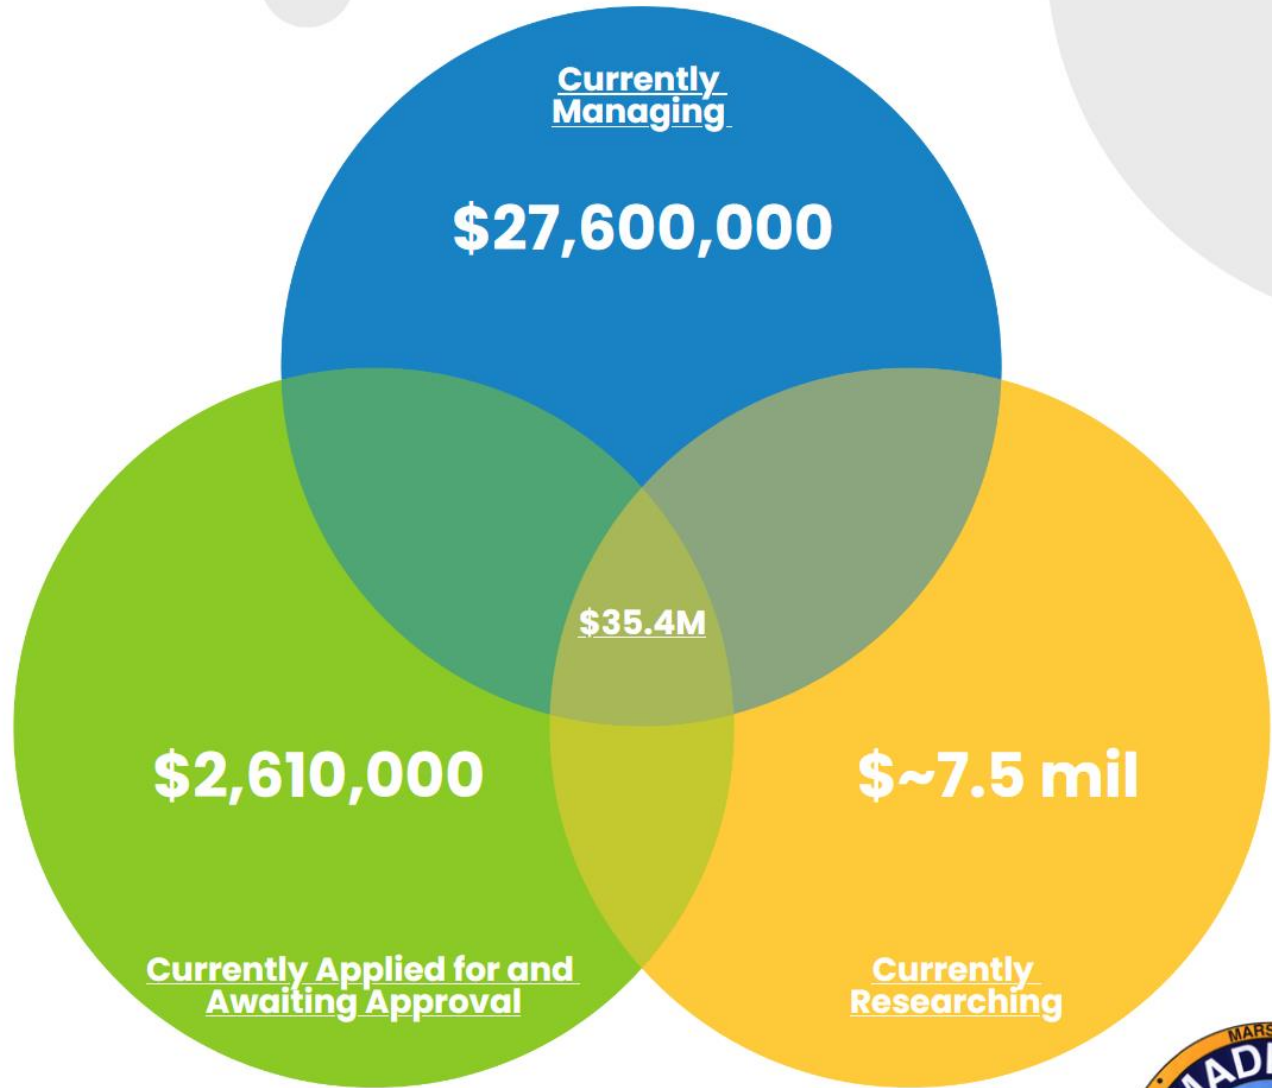 Currently
Managing
$27,600,000
$35.4M
$2,610,000
$~7.5 mil
Currently Applied for and
Awaiting Approval
Currently
Researching